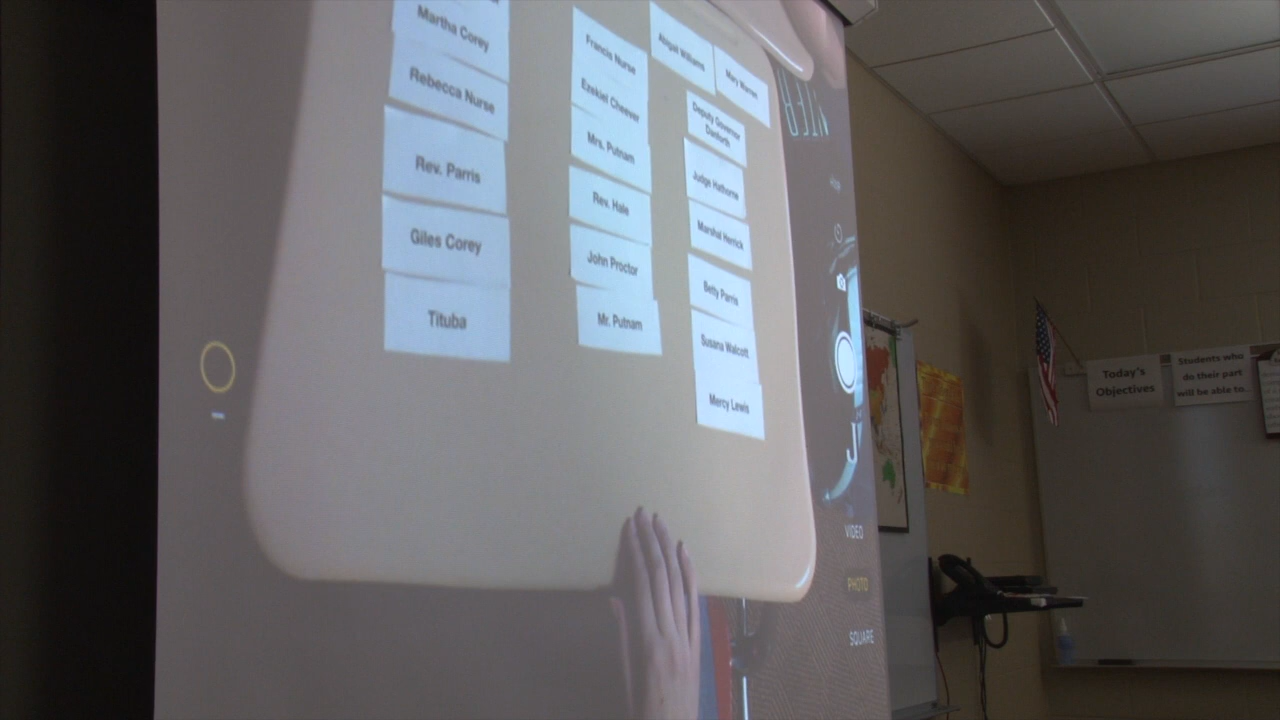 Martha Corey
Rebecca Nurse
Rev. Parris
Giles Corey
Tituba
Francis Nurse
Ezekiel Cheever
Mrs. Putnam
Rev. Hale
John Proctor
Mr. Putnam
Abigail Williams
Mary Warren
Deputy Governor
Danforth
Judge Hathorne
Marshal Herrick
Betty Parris
Susana Walcott
Mercy Lewis
VIDEO
PHOTO
SQUARE
Today's
Objectives
Students who
do their part
will be able to...